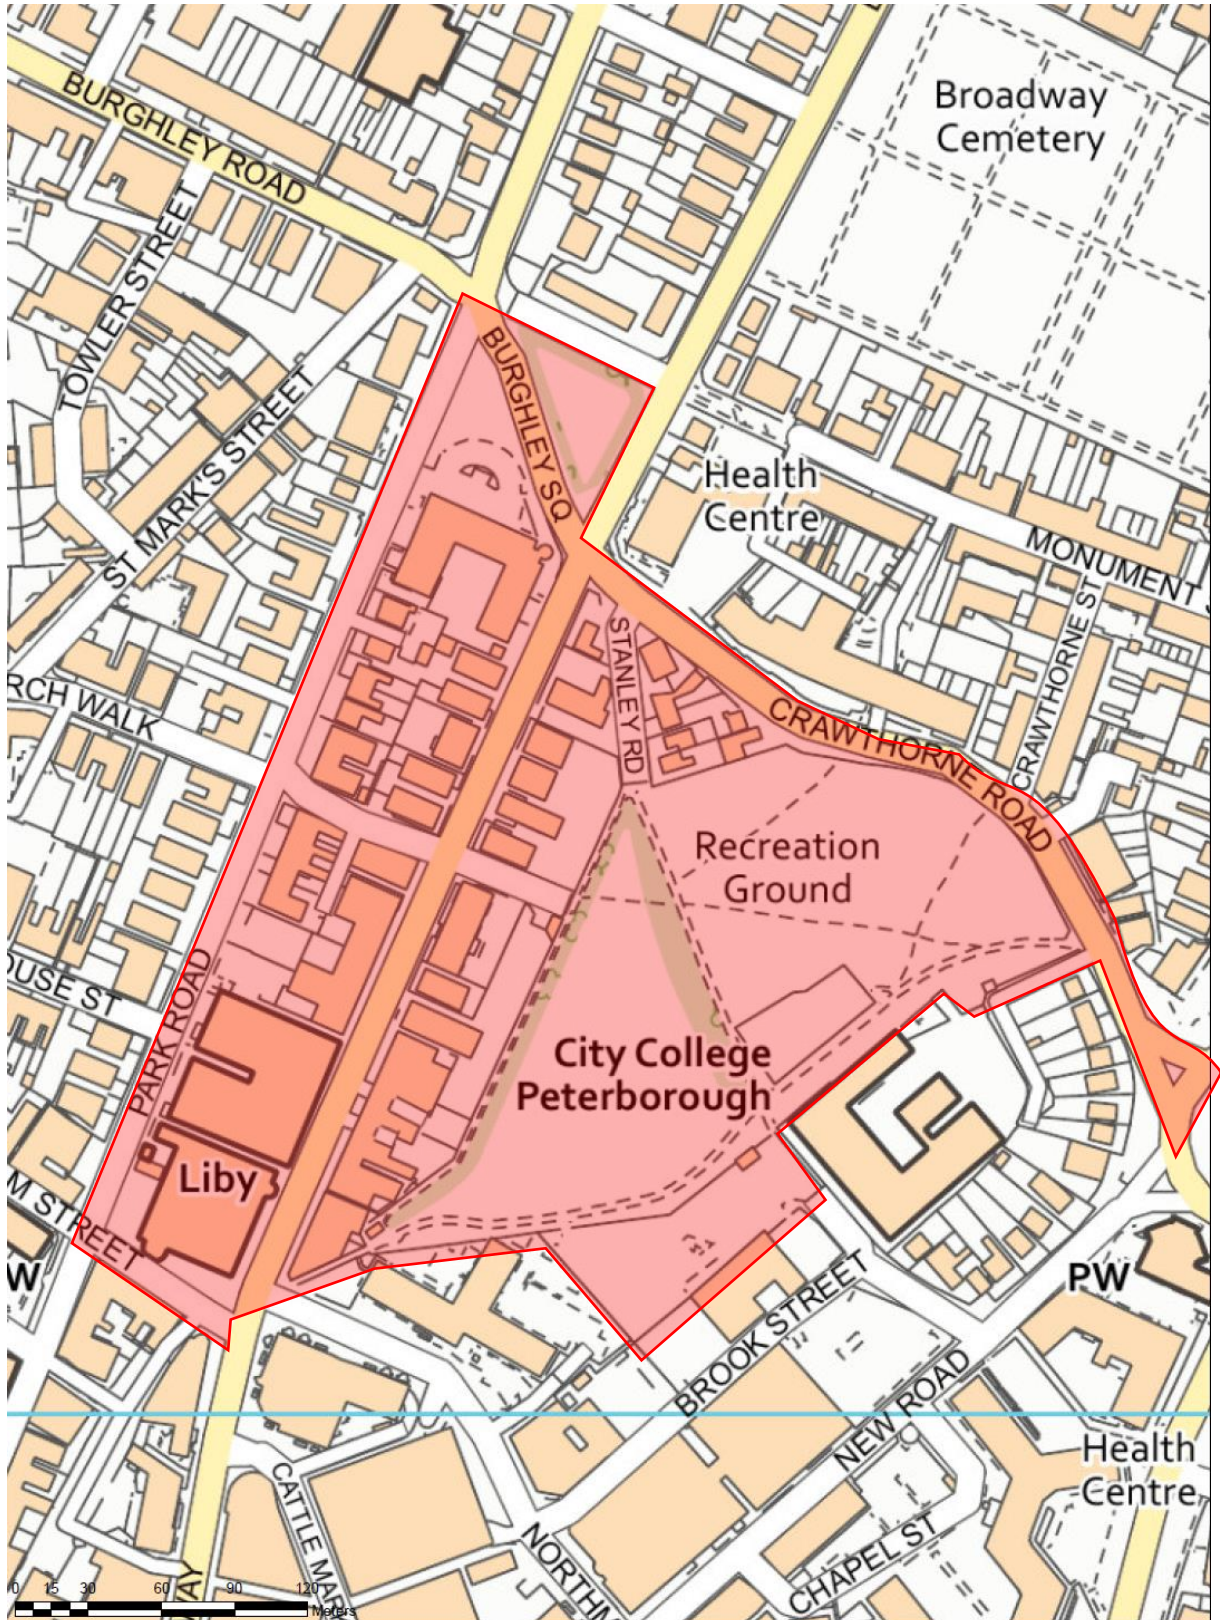 BURGHLEY ROAD
Broadway
Cemetery
TOWLER STREET
BURGHLEY SQ
ST MARK'S STREET
Health
Centre
MONUMENT
CRAWTHORNE ST
STANLEY RD
RCH WALK
CRAWTHORNE ROAD
Recreation
Ground
OUSE ST
PARK ROAD
City College
Peterborough
Liby
M STREET
W
PW
BROOK STREET
NEW ROAD
Health
Centre
CATTLE MAR
NORTHM
CHAPEL ST
WAY
0 15 30 60 90 120
Meters